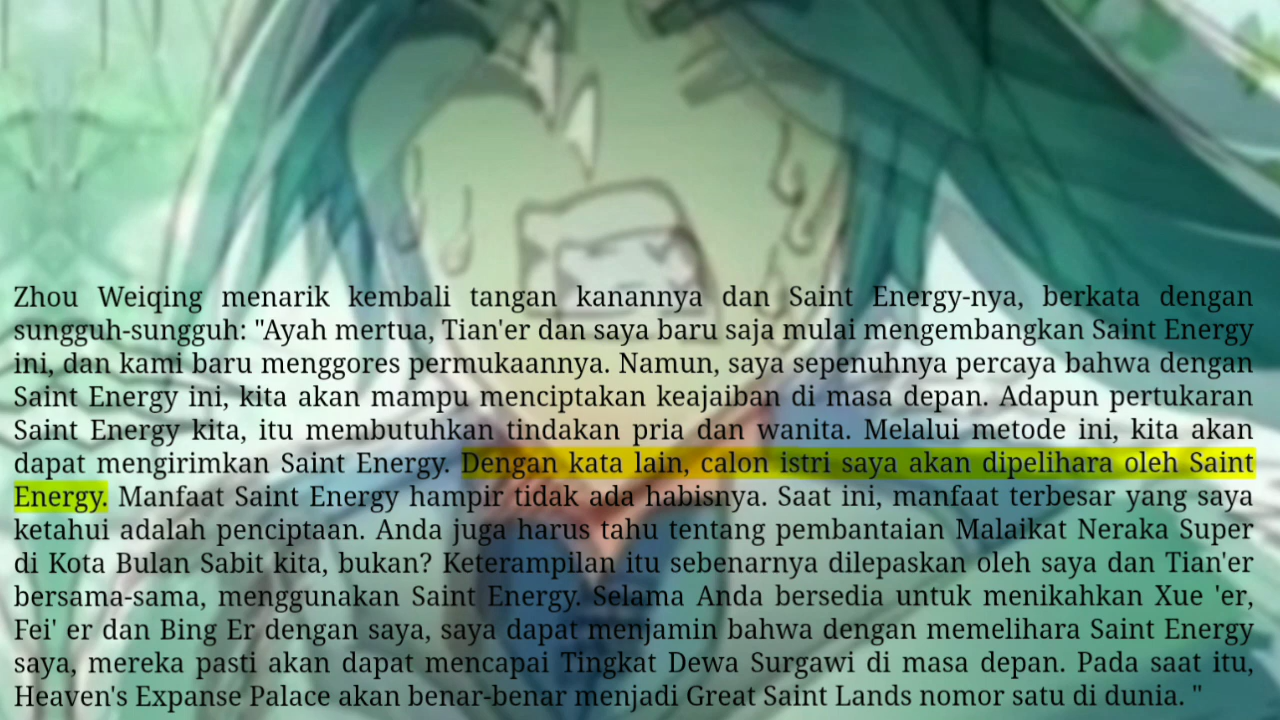 Zhou Weiqing menarik kembali tangan kanannya dan Saint Energy-nya, berkata dengan
sungguh-sungguh: "Ayah mertua, Tian'er dan saya baru saja mulai mengembangkan Saint Energy
ini, dan kami baru menggores permukaannya. Namun, saya sepenuhnya percaya bahwa dengan
Saint Energy ini, kita akan mampu menciptakan keajaiban di masa depan. Adapun pertukaran
Saint Energy kita, itu membutuhkan tindakan pria dan wanita. Melalui metode ini, kita akan
dapat mengirimkan Saint Energy. Dengan kata lain, calon istri saya akan dipelihara oleh Saint
Energy. Manfaat Saint Energy hampir tidak ada habisnya. Saat ini, manfaat terbesar yang saya
ketahui adalah penciptaan. Anda juga harus tahu tentang pembantaian Malaikat Neraka Super
di Kota Bulan Sabit kita, bukan? Keterampilan itu sebenarnya dilepaskan oleh saya dan Tian'er
bersama-sama, menggunakan Saint Energy. Selama Anda bersedia untuk menikahkan Xue 'er,
Fei' er dan Bing Er dengan saya, saya dapat menjamin bahwa dengan memelihara Saint Energy
saya, mereka pasti akan dapat mencapai Tingkat Dewa Surgawi di masa depan. Pada saat itu,
Heaven's Expanse Palace akan benar-benar menjadi Great Saint Lands nomor satu di dunia. "